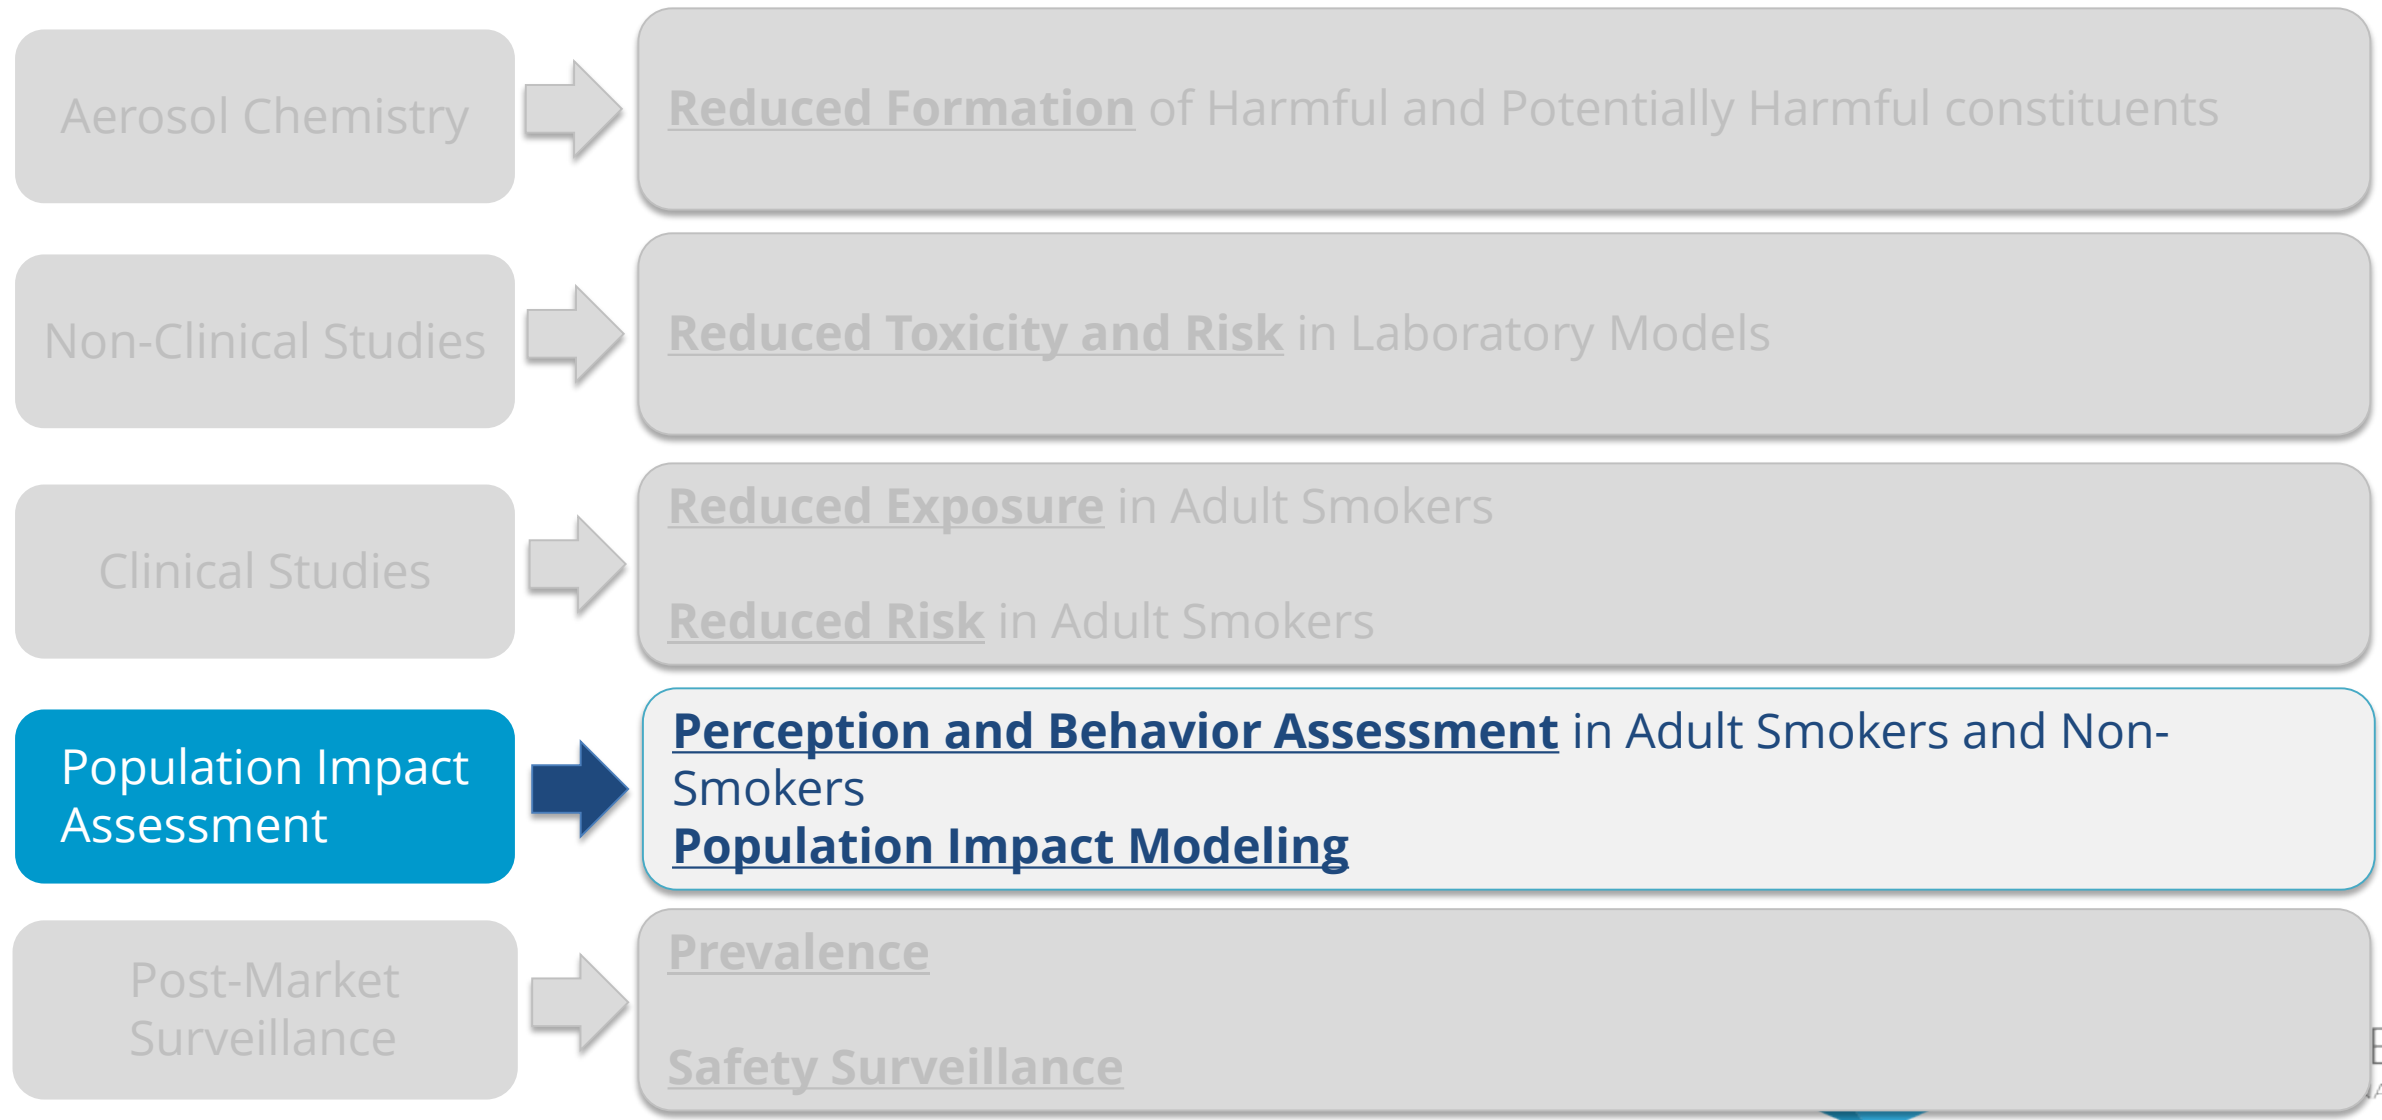 Aerosol Chemistry
Reduced Formation of Harmful and Potentially Harmful constituents
Non-Clinical Studies
Reduced Toxicity and Risk in Laboratory Models
Clinical Studies
Reduced Exposure in Adult Smokers
Reduced Risk in Adult Smokers
Population Impact
Assessment
Perception and Behavior Assessment in Adult Smokers and Non-
Smokers
Population Impact Modeling
Post-Market
Surveillance
Prevalence
Safety Surveillance